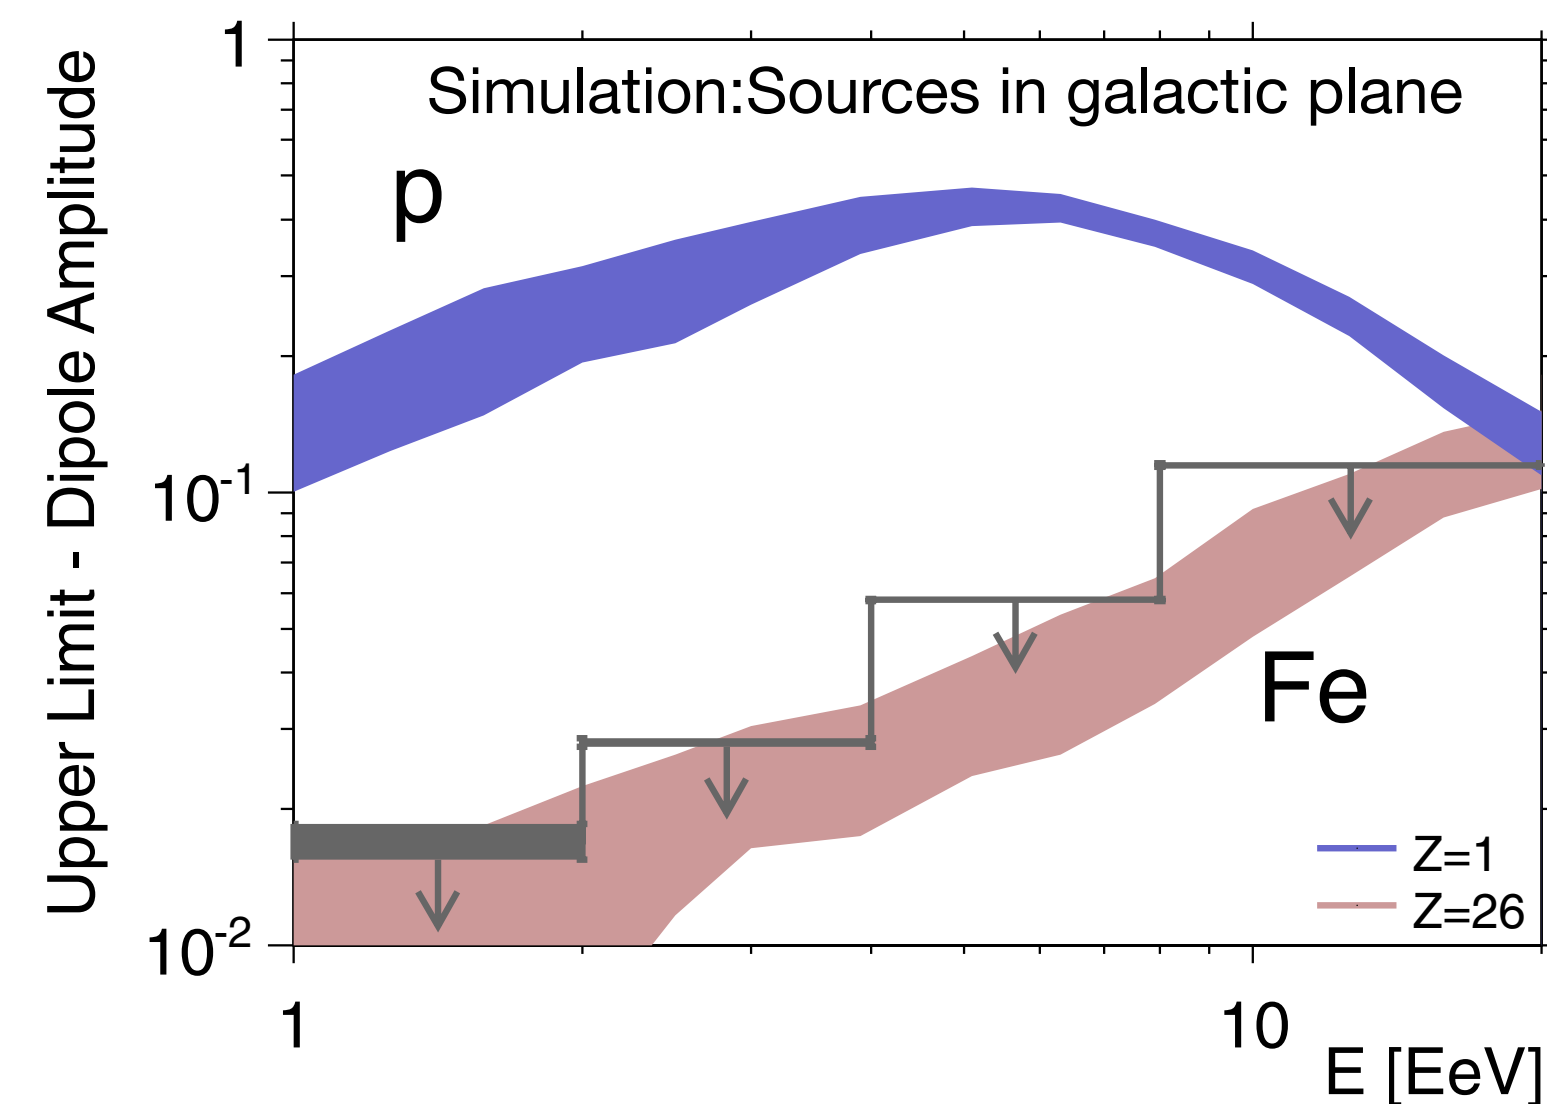 Simulation:Sources in galactic plane
p
Fe
Z=1
Z=26
Upper Limit - Dipole Amplitude
1
10-1
10-2
1 10
E [EeV]